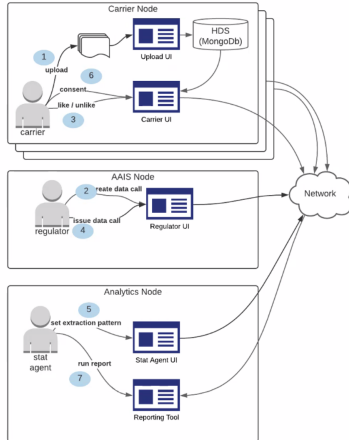 Carrier Node
HDS
(MongoDb)
1
upload
6
Upload UI
consent
like / unlike
3
carrier
Carrier UI
AAIS Node
2
reate data call
issue data call
4
regulator
Regulator UI
Network
Analytics Node
5
set extraction pattern
stat
agent
Stat Agent UI
run report
7
Reporting Tool